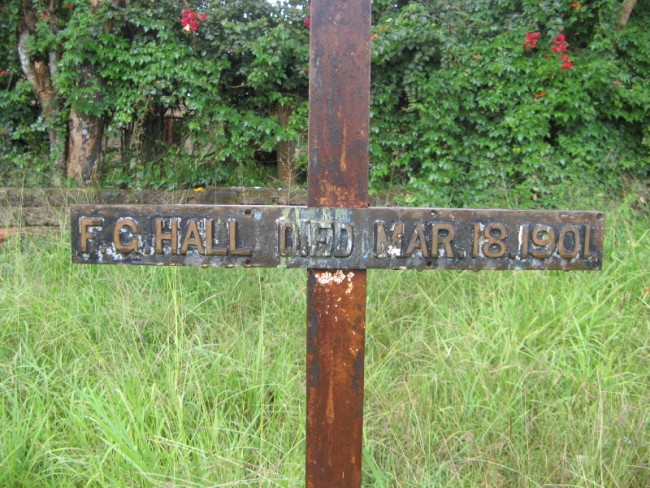 F. G. HALL DIED MAR. 18. 1901